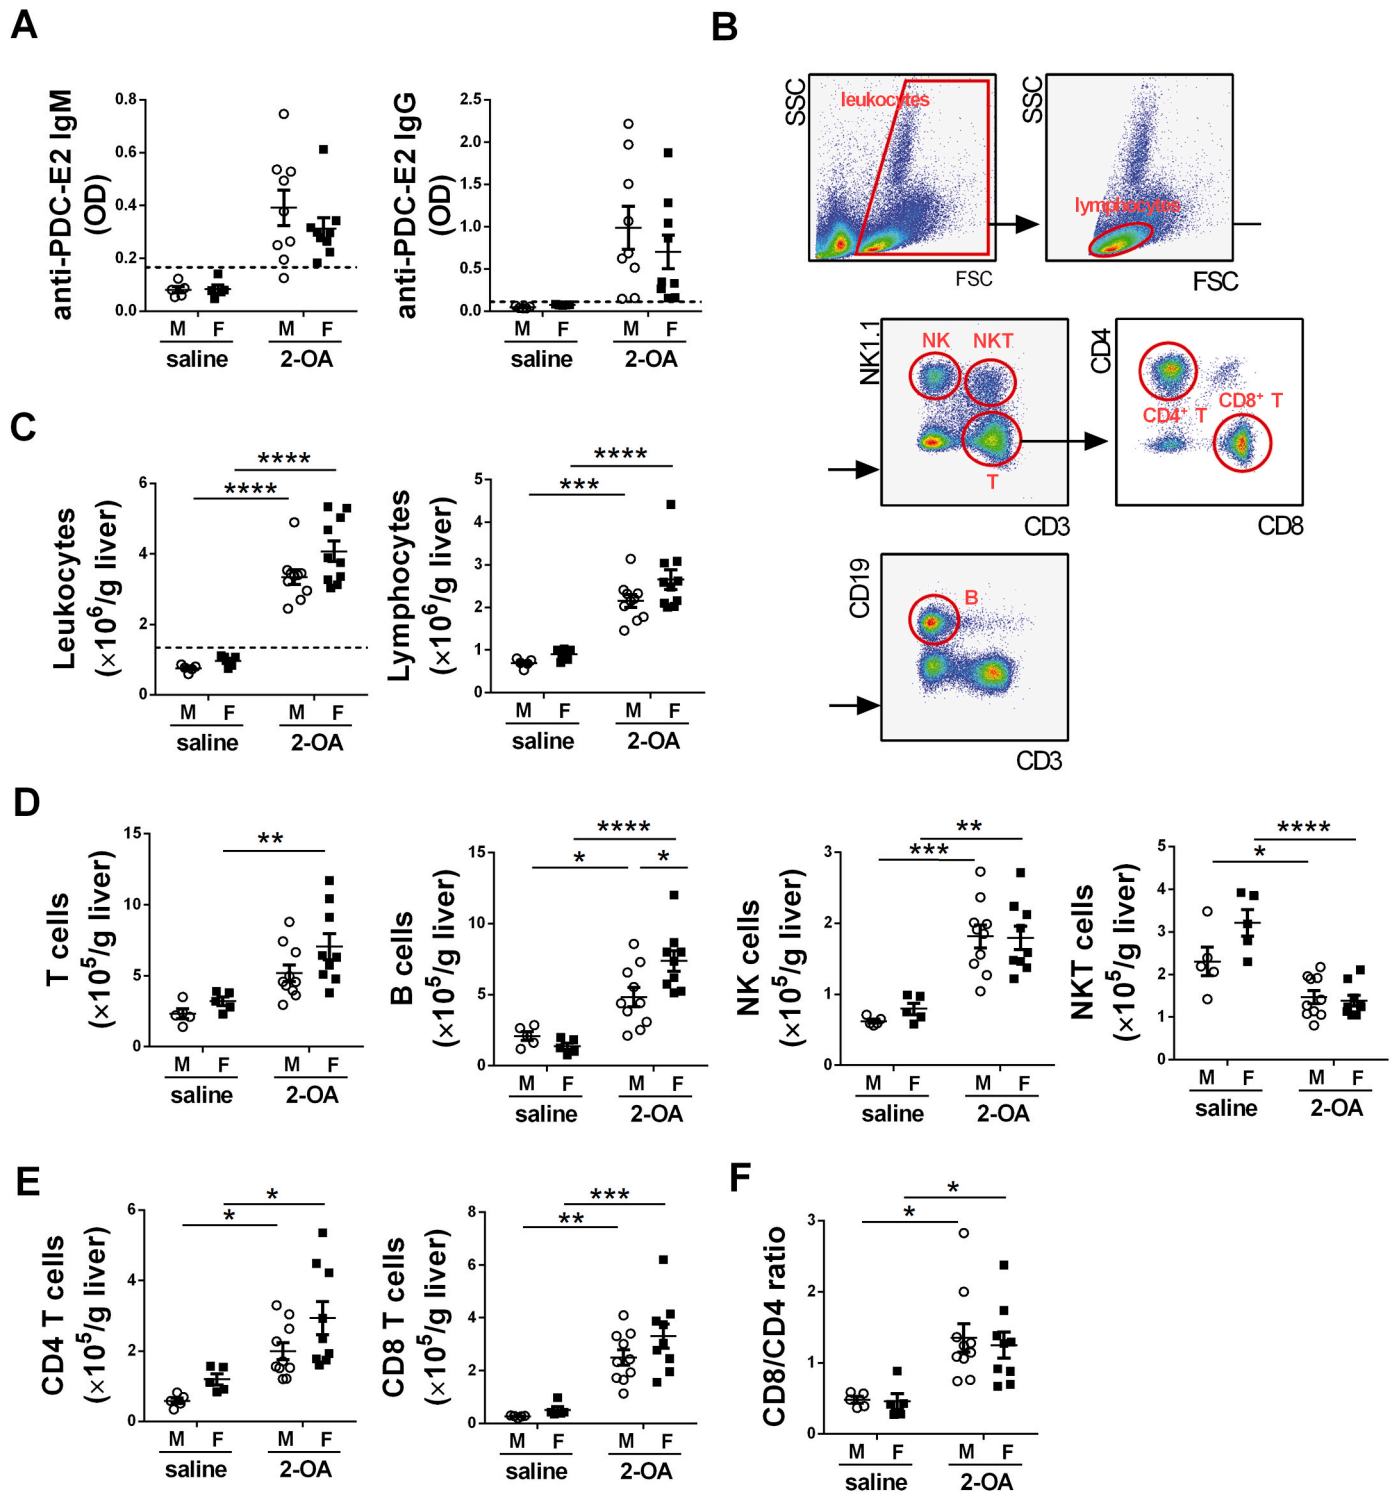 A
anti-PDC-E2 IgM
(OD)
0.8
0.6
0.4
0.2
0.0
M F M F
saline 2-OA
anti-PDC-E2 IgG
(OD)
2.5
2.0
1.5
1.0
0.5
0.0
M F M F
saline 2-OA
B
SSC
leukocytes
FSC
SSC
lymphocytes
FSC
NK1.1
NK NKT
T
CD3
CD4
CD4+ T
CD8+ T
CD8
CD19
B
CD3
C
Leukocytes
(×10⁶/g liver)
6
4
2
0
****
****
M F M F
saline 2-OA
Lymphocytes
(×10⁶/g liver)
5
4
3
2
1
0
****
***
M F M F
saline 2-OA
D
T cells
(×10⁵/g liver)
15
10
5
0
**
M F M F
saline 2-OA
B cells
(×10⁵/g liver)
15
10
5
0
****
* *
M F M F
saline 2-OA
NK cells
(×10⁵/g liver)
3
2
1
0
**
***
M F M F
saline 2-OA
NKT cells
(×10⁵/g liver)
5
4
3
2
1
0
****
*
M F M F
saline 2-OA
E
CD4 T cells
(×10⁵/g liver)
6
4
2
0
*
*
M F M F
saline 2-OA
CD8 T cells
(×10⁵/g liver)
8
6
4
2
0
***
**
M F M F
saline 2-OA
F
CD8/CD4 ratio
3
2
1
0
*
*
M F M F
saline 2-OA